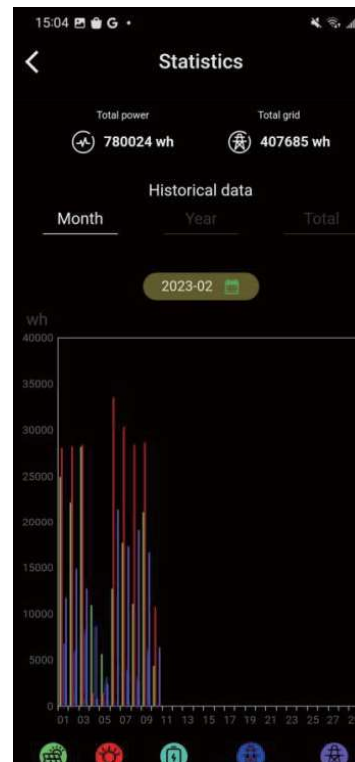 15:04 G
Statistics
Total power Total grid
780024 wh 407685 wh
Historical data
Month Year Total
2023-02
wh
40000
35000
30000
25000
20000
15000
10000
5000
0
01 03 05 07 09 11 13 15 17 19 21 23 25 27